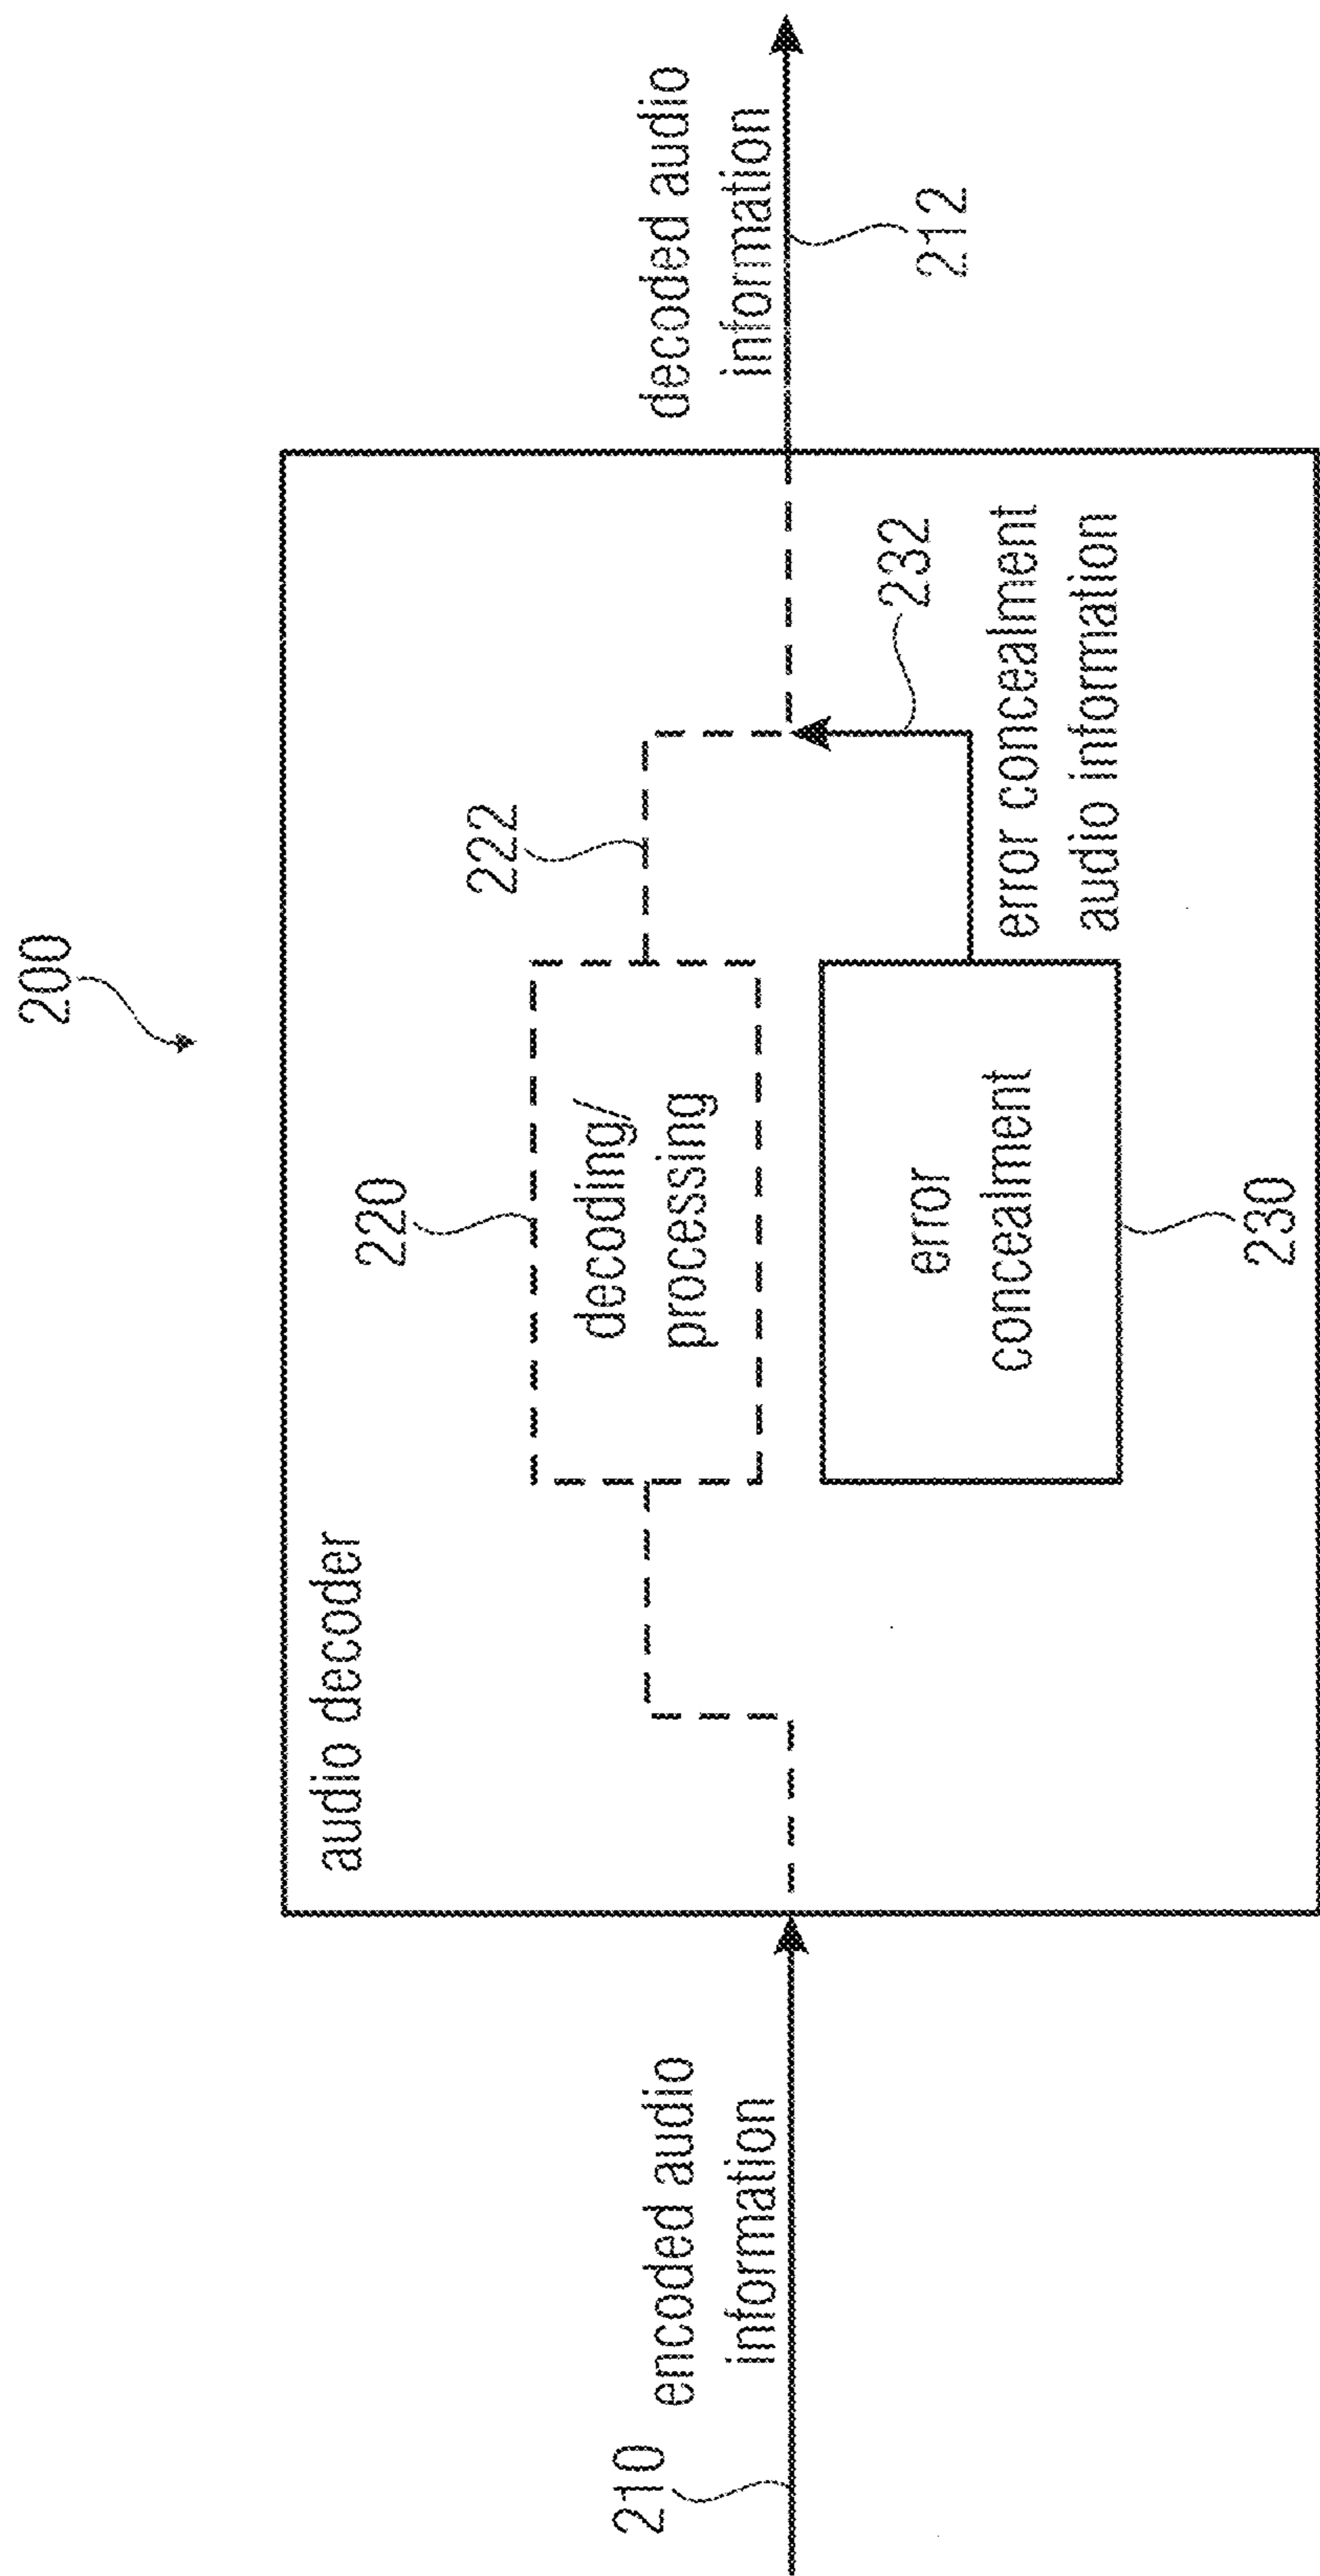 200
audio decoder
210
encoded audio
information
220
decoding/
processing
222
error
concealment
230
232
error concealment
audio information
decoded audio
information
212